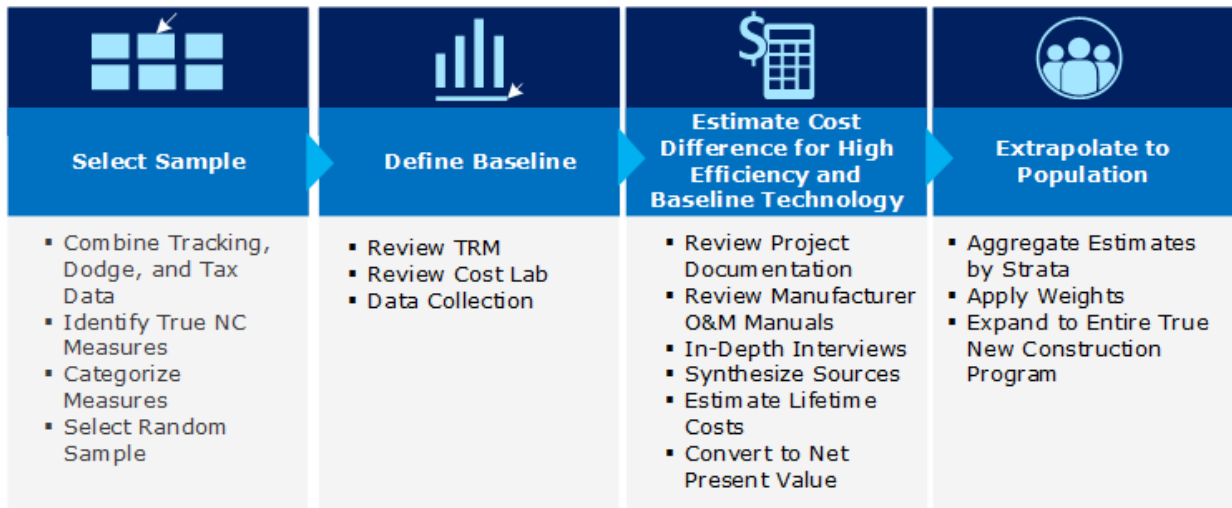 Select Sample
▪ Combine Tracking,
Dodge, and Tax
Data
▪ Identify True NC
Measures
▪ Categorize
Measures
▪ Select Random
Sample
Define Baseline
▪ Review TRM
▪ Review Cost Lab
▪ Data Collection
$
Estimate Cost
Difference for High
Efficiency and
Baseline Technology
▪ Review Project
Documentation
▪ Review Manufacturer
O&M Manuals
▪ In-Depth Interviews
▪ Synthesize Sources
▪ Estimate Lifetime
Costs
▪ Convert to Net
Present Value
Extrapolate to
Population
▪ Aggregate Estimates
by Strata
▪ Apply Weights
▪ Expand to Entire True
New Construction
Program